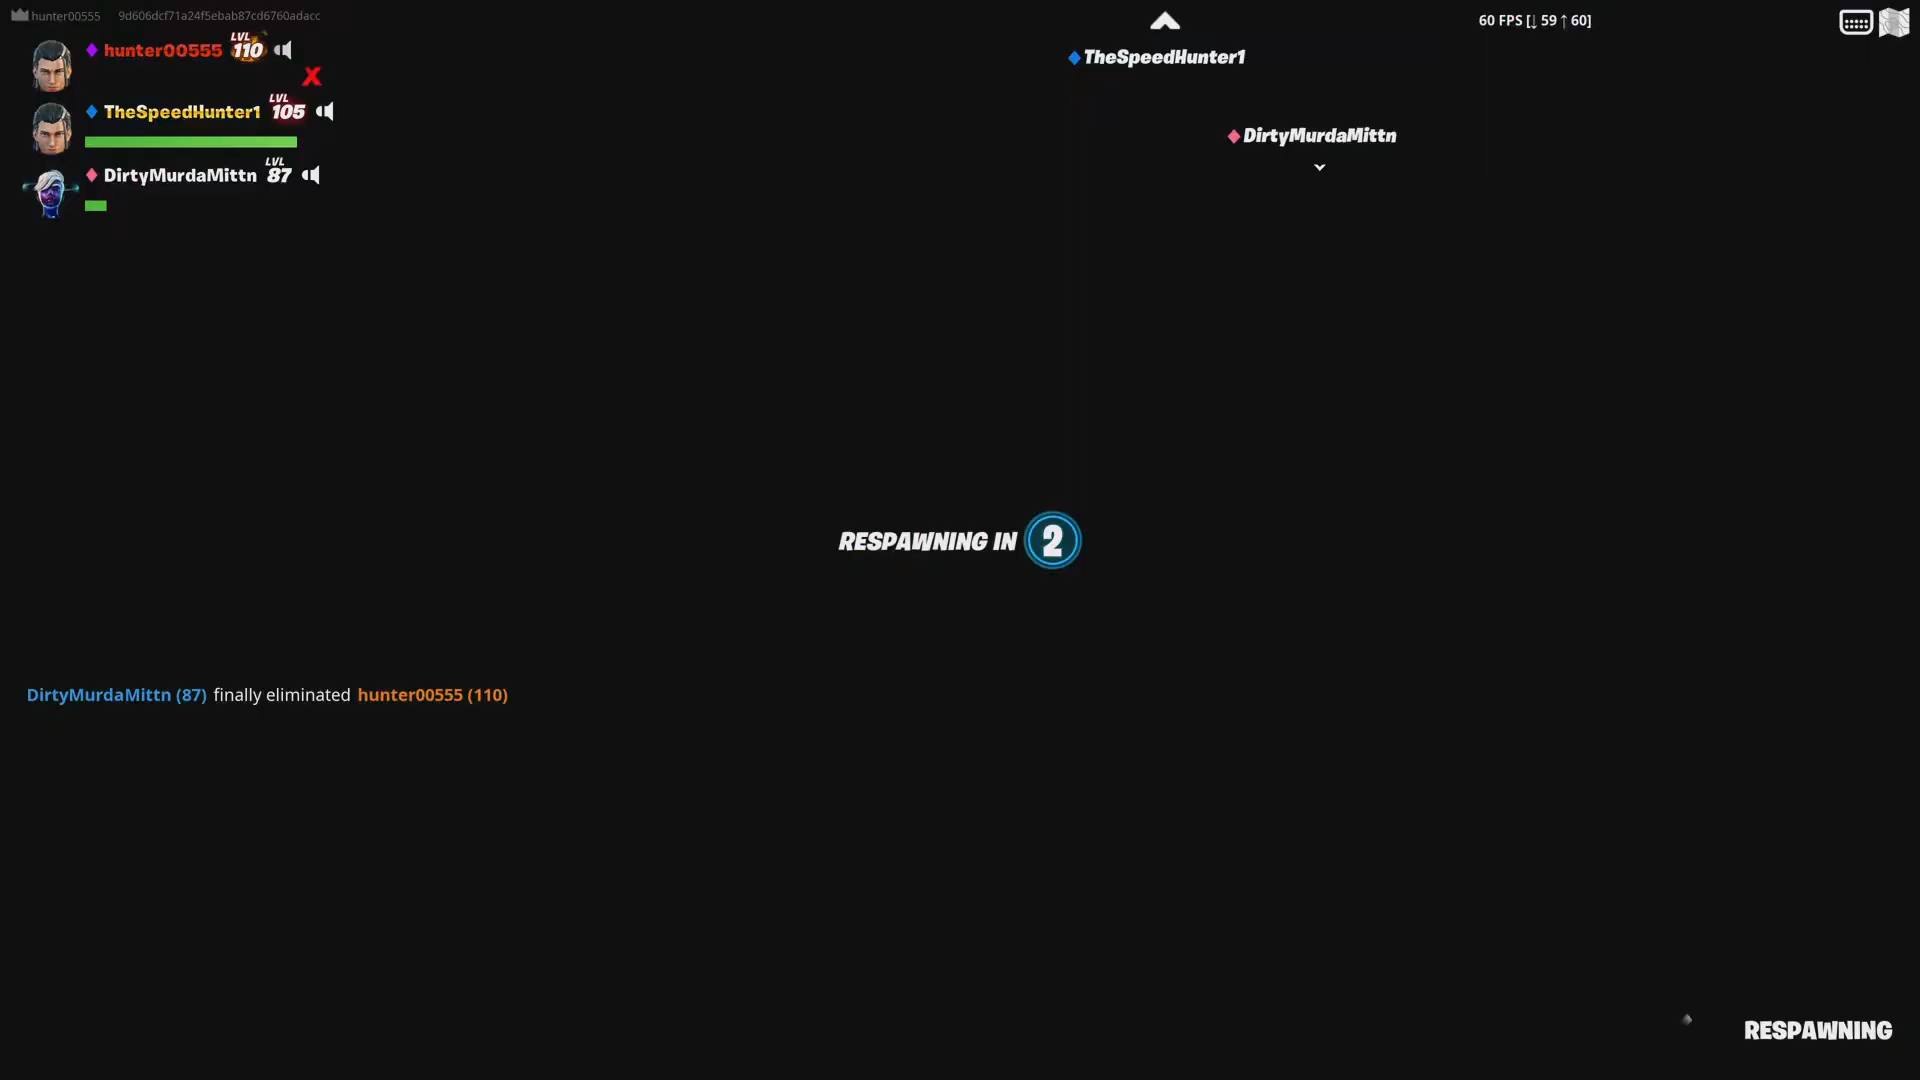 hunter00555 9d606dcf71a24f5ebab87cd6760adacc
60 FPS [↓ 59 ↑ 60]
hunter00555 LVL 110
X
TheSpeedHunter1 LVL 105
DirtyMurdaMittn LVL 87
TheSpeedHunter1
DirtyMurdaMittn
RESPAWNING IN 2
DirtyMurdaMittn (87) finally eliminated hunter00555 (110)
RESPAWNING